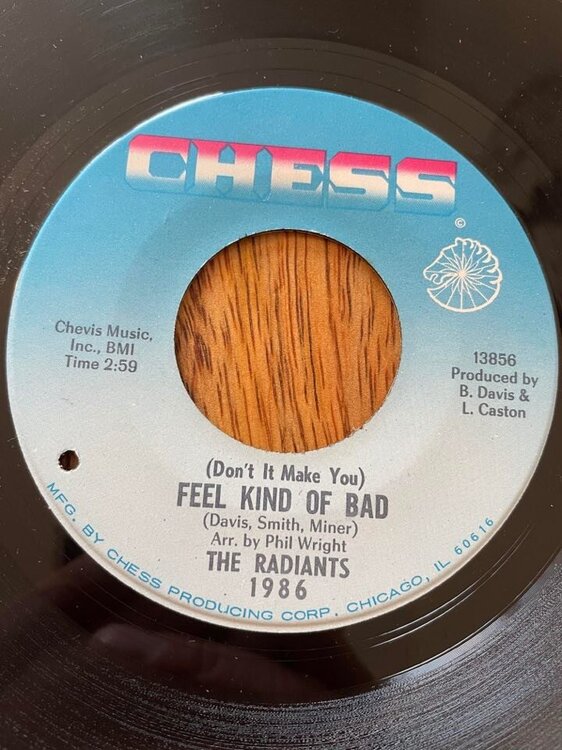 CHESS
©
Chevis Music,
Inc., BMI
Time 2:59
13856
Produced by
B. Davis &
L. Caston
(Don't It Make You)
FEEL KIND OF BAD
(Davis, Smith, Miner)
Arr. by Phil Wright
THE RADIANTS
1986
MFG. BY CHESS PRODUCING CORP. CHICAGO, IL 60616